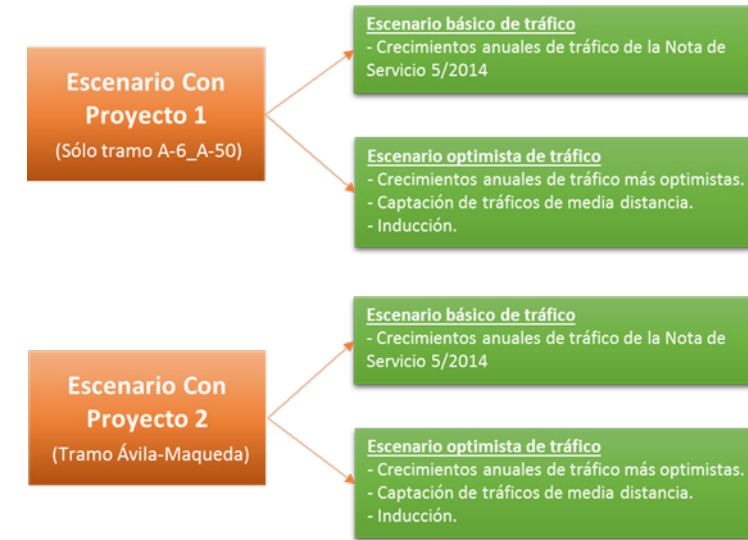 Escenario Con
Proyecto 1
(Sólo tramo A-6_A-50)
Escenario básico de tráfico
- Crecimientos anuales de tráfico de la Nota de
Servicio 5/2014
Escenario optimista de tráfico
- Crecimientos anuales de tráfico más optimistas.
- Captación de tráficos de media distancia.
- Inducción.
Escenario Con
Proyecto 2
(Tramo Ávila-Maqueda)
Escenario básico de tráfico
- Crecimientos anuales de tráfico de la Nota de
Servicio 5/2014
Escenario optimista de tráfico
- Crecimientos anuales de tráfico más optimistas.
- Captación de tráficos de media distancia.
- Inducción.